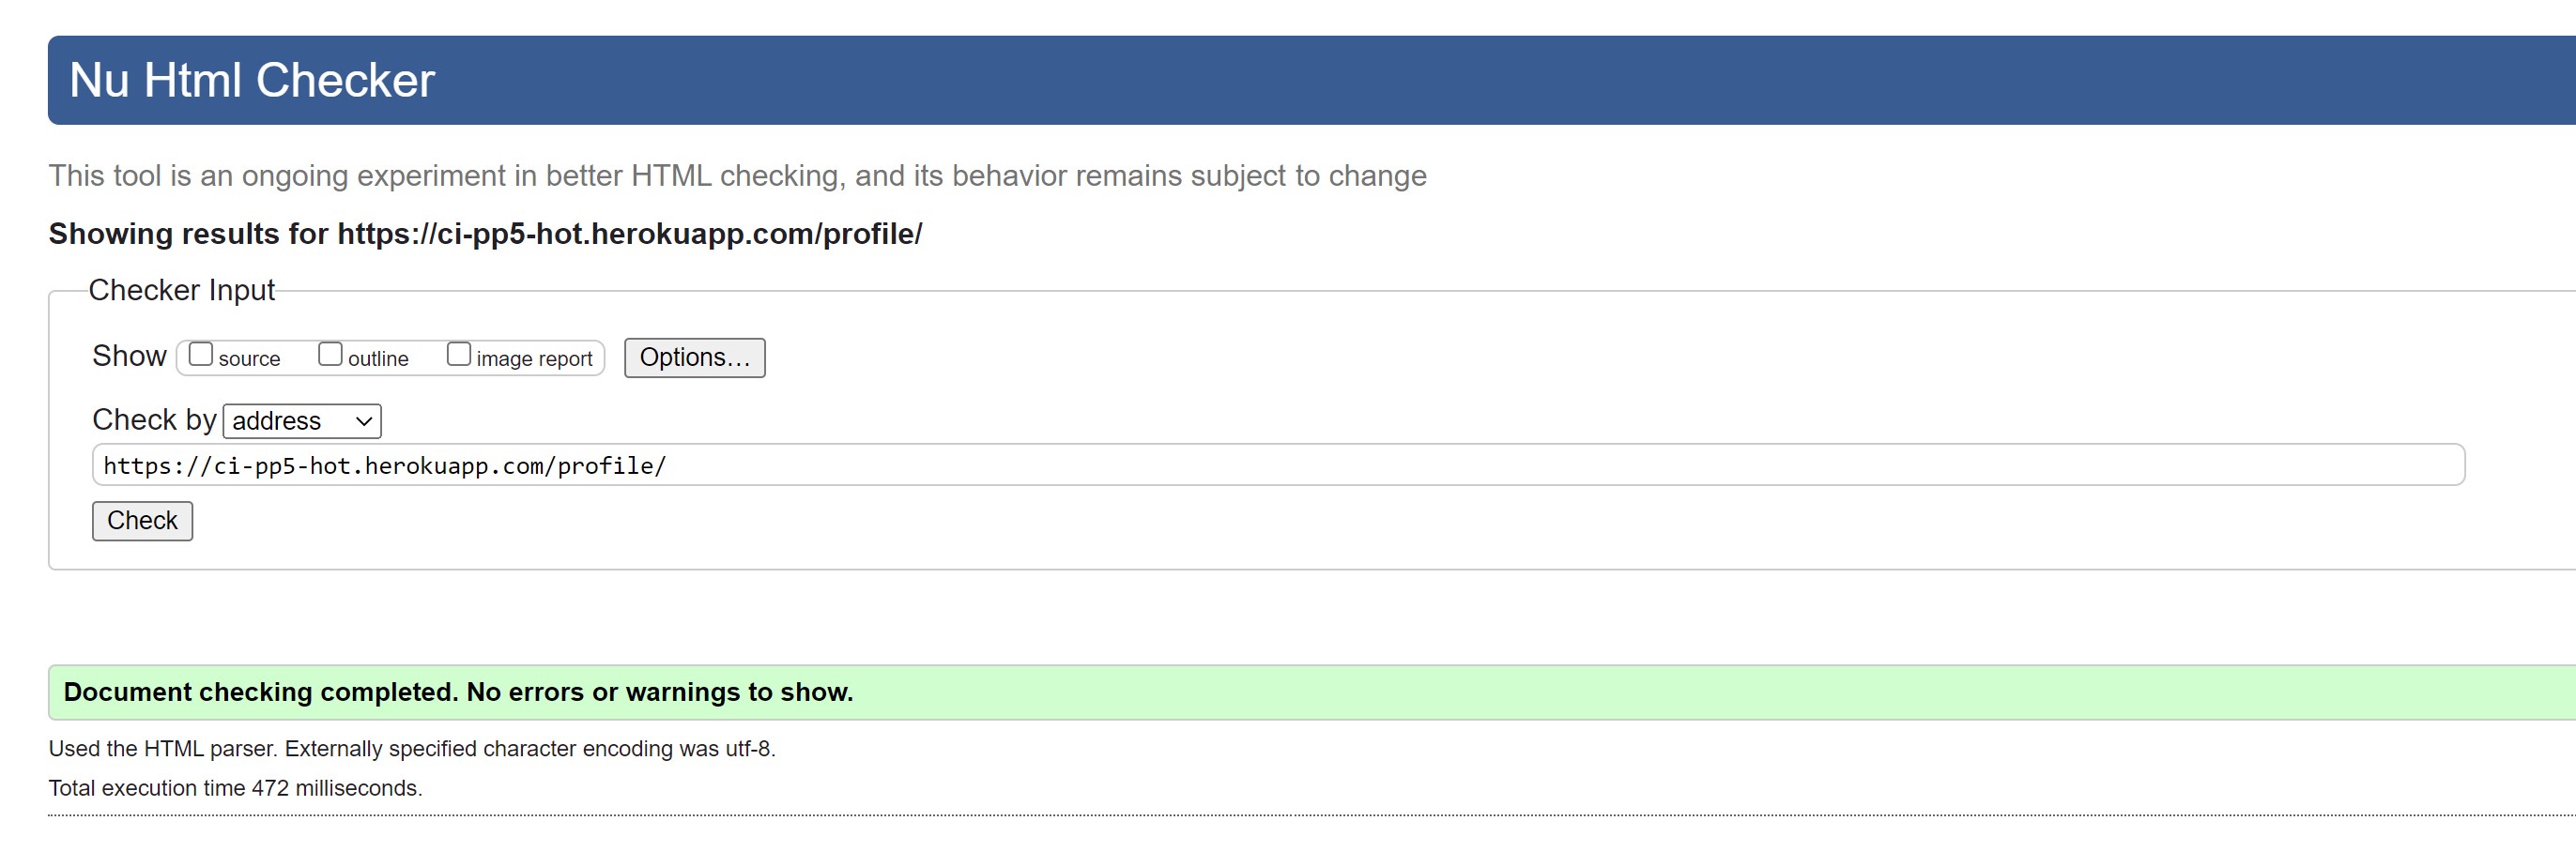 Nu Html Checker
This tool is an ongoing experiment in better HTML checking, and its behavior remains subject to change
Showing results for https://ci-pp5-hot.herokuapp.com/profile/
Checker Input
Show source outline image report Options...
Check by address
https://ci-pp5-hot.herokuapp.com/profile/
Check
Document checking completed. No errors or warnings to show.
Used the HTML parser. Externally specified character encoding was utf-8.
Total execution time 472 milliseconds.